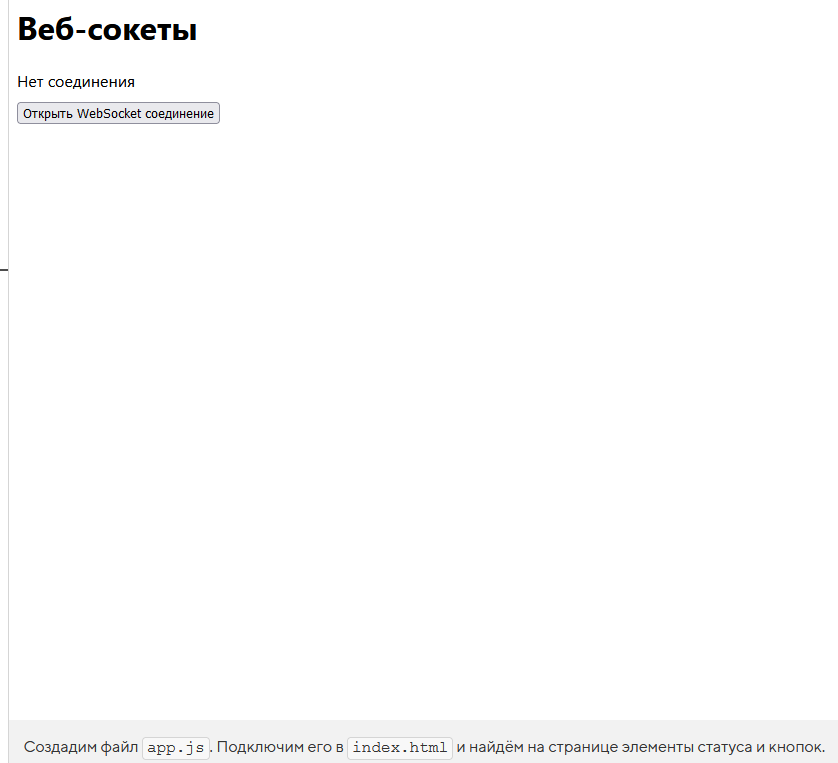 Веб-сокеты
Нет соединения
Открыть WebSocket соединение
Создадим файл app.js. Подключим его в index.html и найдём на странице элементы статуса и кнопок.